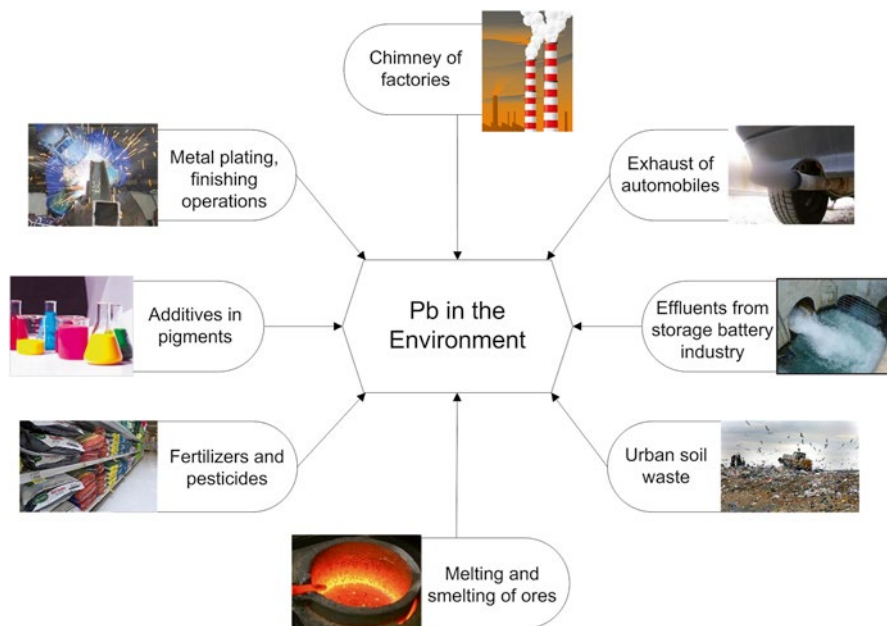 Chimney of
factories
Metal plating,
finishing
operations
Exhaust of
automobiles
Additives in
pigments
Pb in the
Environment
Effluents from
storage battery
industry
Fertilizers and
pesticides
Urban soil
waste
Melting and
smelting of ores